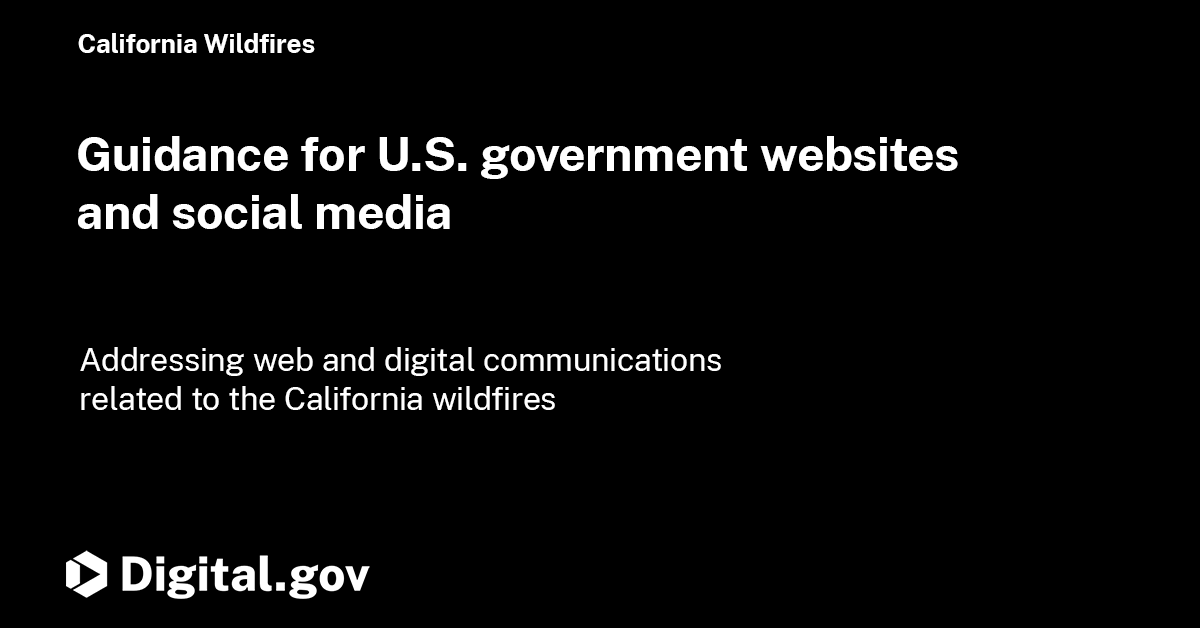 California Wildfires
Guidance for U.S. government websites
and social media
Addressing web and digital communications
related to the California wildfires
Digital.gov